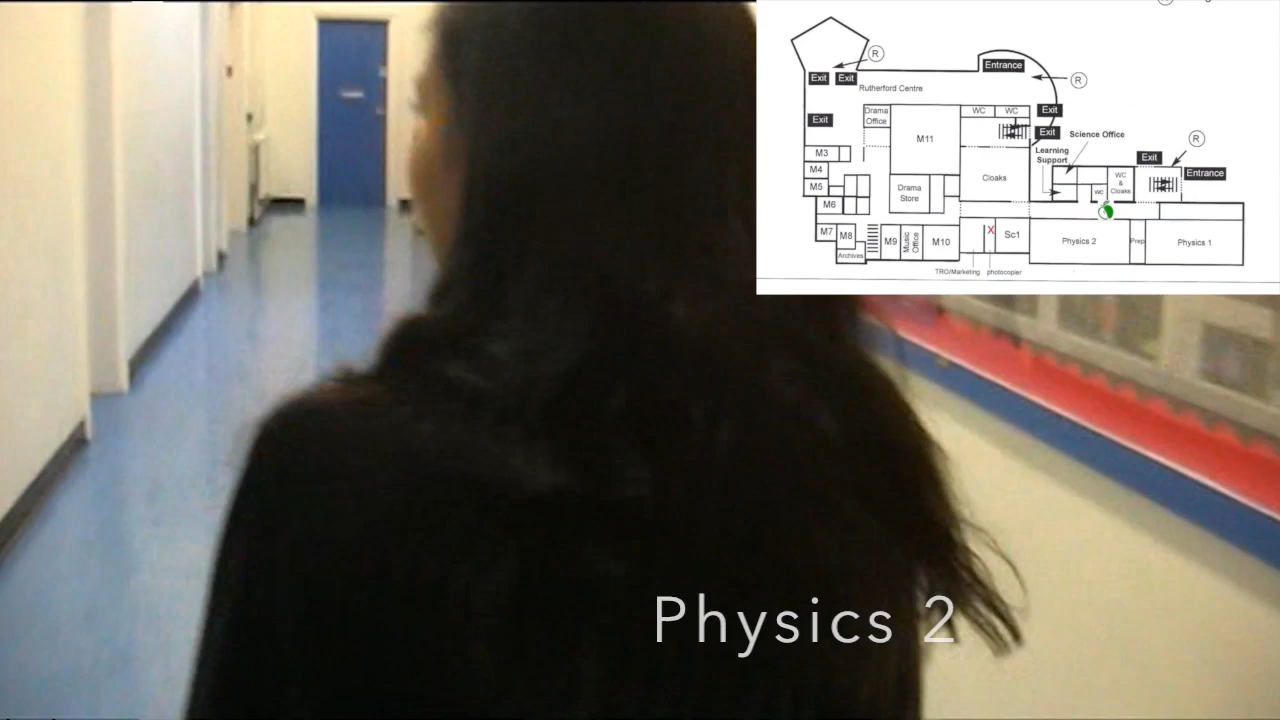 R
Entrance
Exit
Exit
R
Rutherford Centre
Exit
Drama
Office
WC
WC
Exit
Exit
Science Office
R
M11
Learning
Support
Exit
M3
M4
M5
Cloaks
WC
&
Cloaks
Entrance
Drama
Store
WC
M6
M7
M8
M9
Music
Office
M10
X
Sc1
Physics 2
Prep
Physics 1
Archives
TRO/Marketing
photocopier
Physics 2